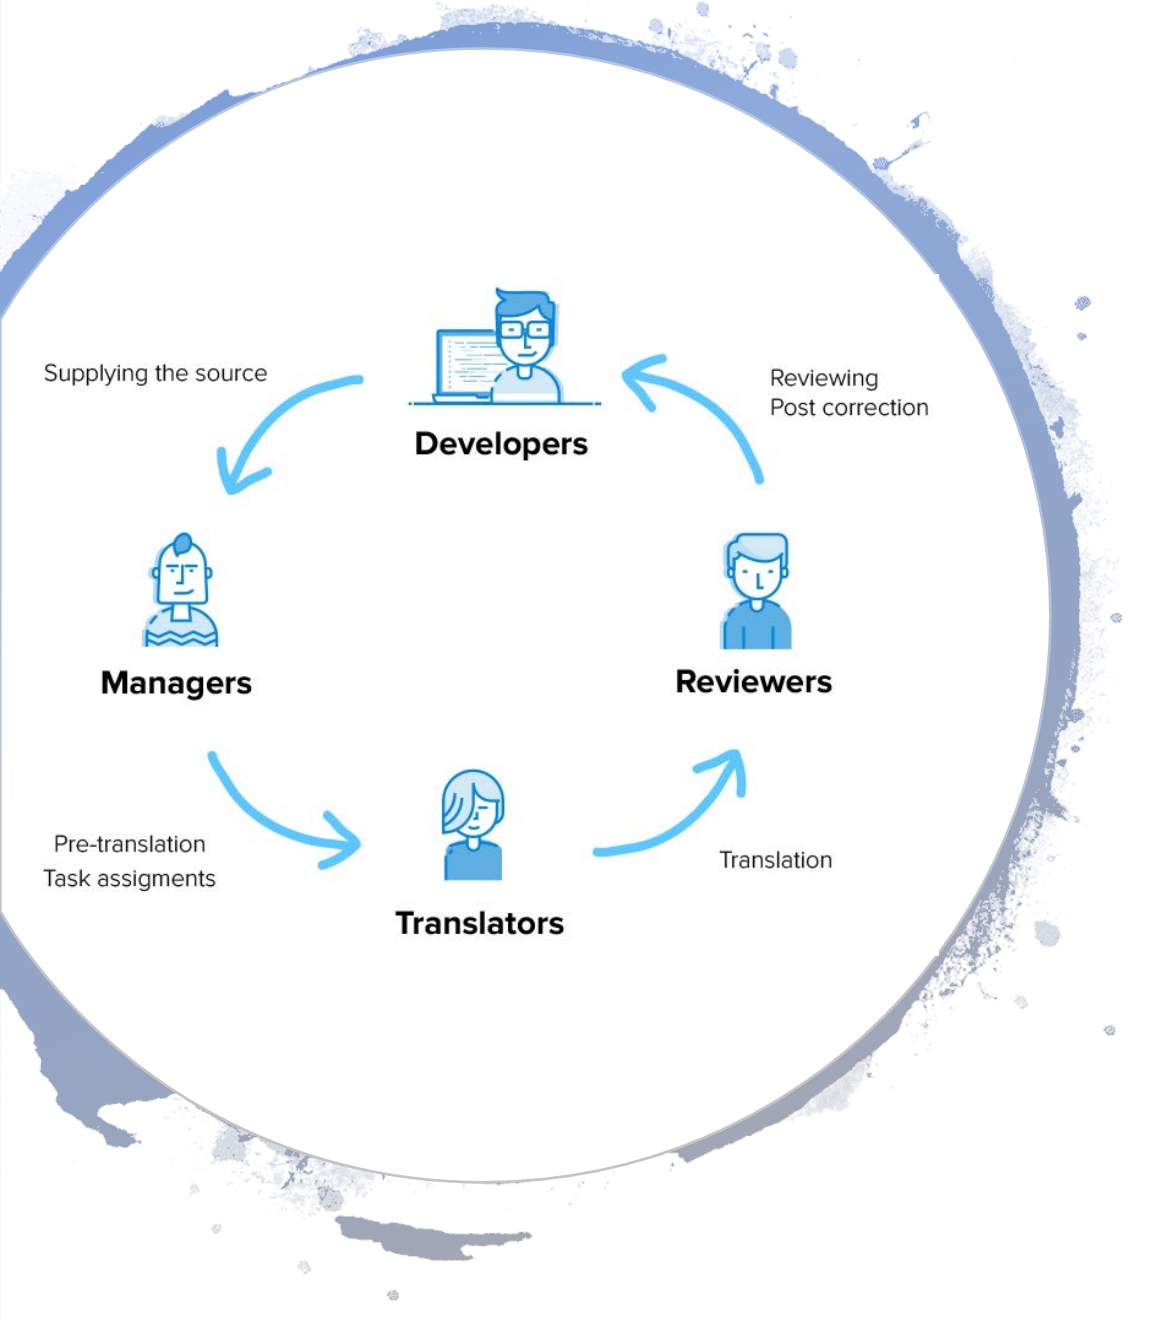 Supplying the source
Reviewing
Post correction
Developers
Managers
Reviewers
Pre-translation
Task assigments
Translation
Translators